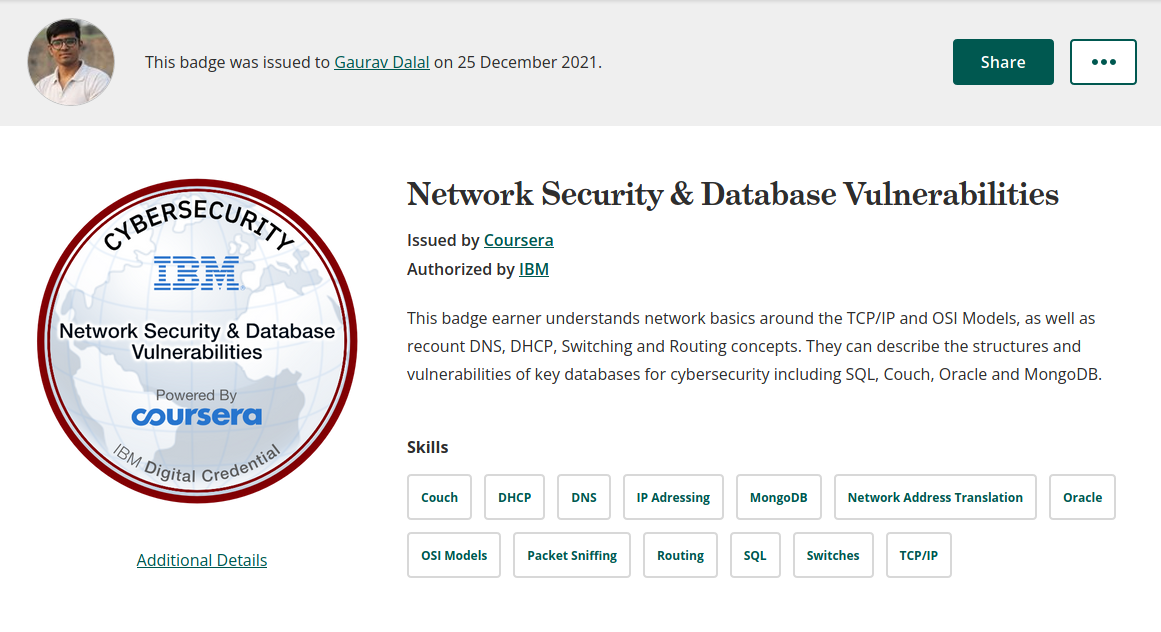 This badge was issued to Gaurav Dalal on 25 December 2021.
Share
CYBERSECURITY
IBM
Network Security & Database
Vulnerabilities
Powered By
coursera
IBM Digital Credential
Additional Details
Network Security & Database Vulnerabilities
Issued by Coursera
Authorized by IBM
This badge earner understands network basics around the TCP/IP and OSI Models, as well as
recount DNS, DHCP, Switching and Routing concepts. They can describe the structures and
vulnerabilities of key databases for cybersecurity including SQL, Couch, Oracle and MongoDB.
Skills
Couch DHCP DNS IP Adressing MongoDB Network Address Translation Oracle
OSI Models Packet Sniffing Routing SQL Switches TCP/IP